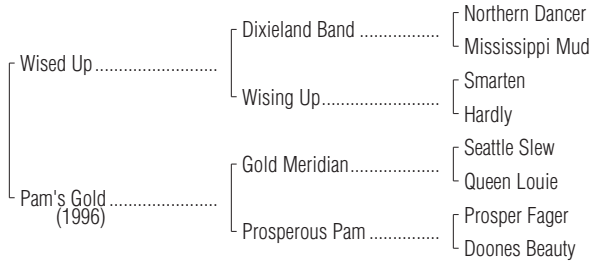 Northern Dancer
Dixieland Band ..................
Mississippi Mud
Wised Up...........................
Smarten
Wising Up..........................
Hardly
Seattle Slew
Gold Meridian....................
Queen Louie
Pam's Gold........................
(1996)
Prosper Fager
Prosperous Pam ...............
Doones Beauty